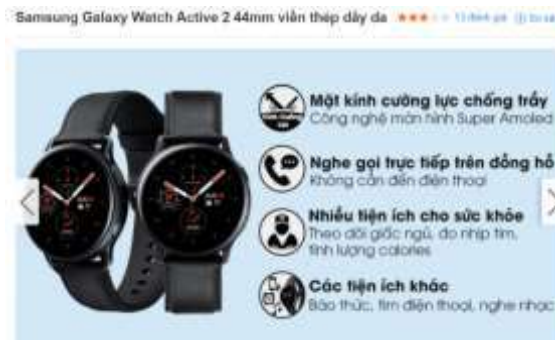 Samsung Galaxy Watch Active 2 44mm viền thép dây da
Mặt kính cường lực chống trầy
Công nghệ màn hình Super Amoled
Nghe gọi trực tiếp trên đồng hồ
Không cần đến điện thoại
Nhiều tiện ích cho sức khỏe
Theo dõi giấc ngủ, đo nhịp tim,
tính lượng calories
Các tiện ích khác
Báo thức, tìm điện thoại, nghe nhạc